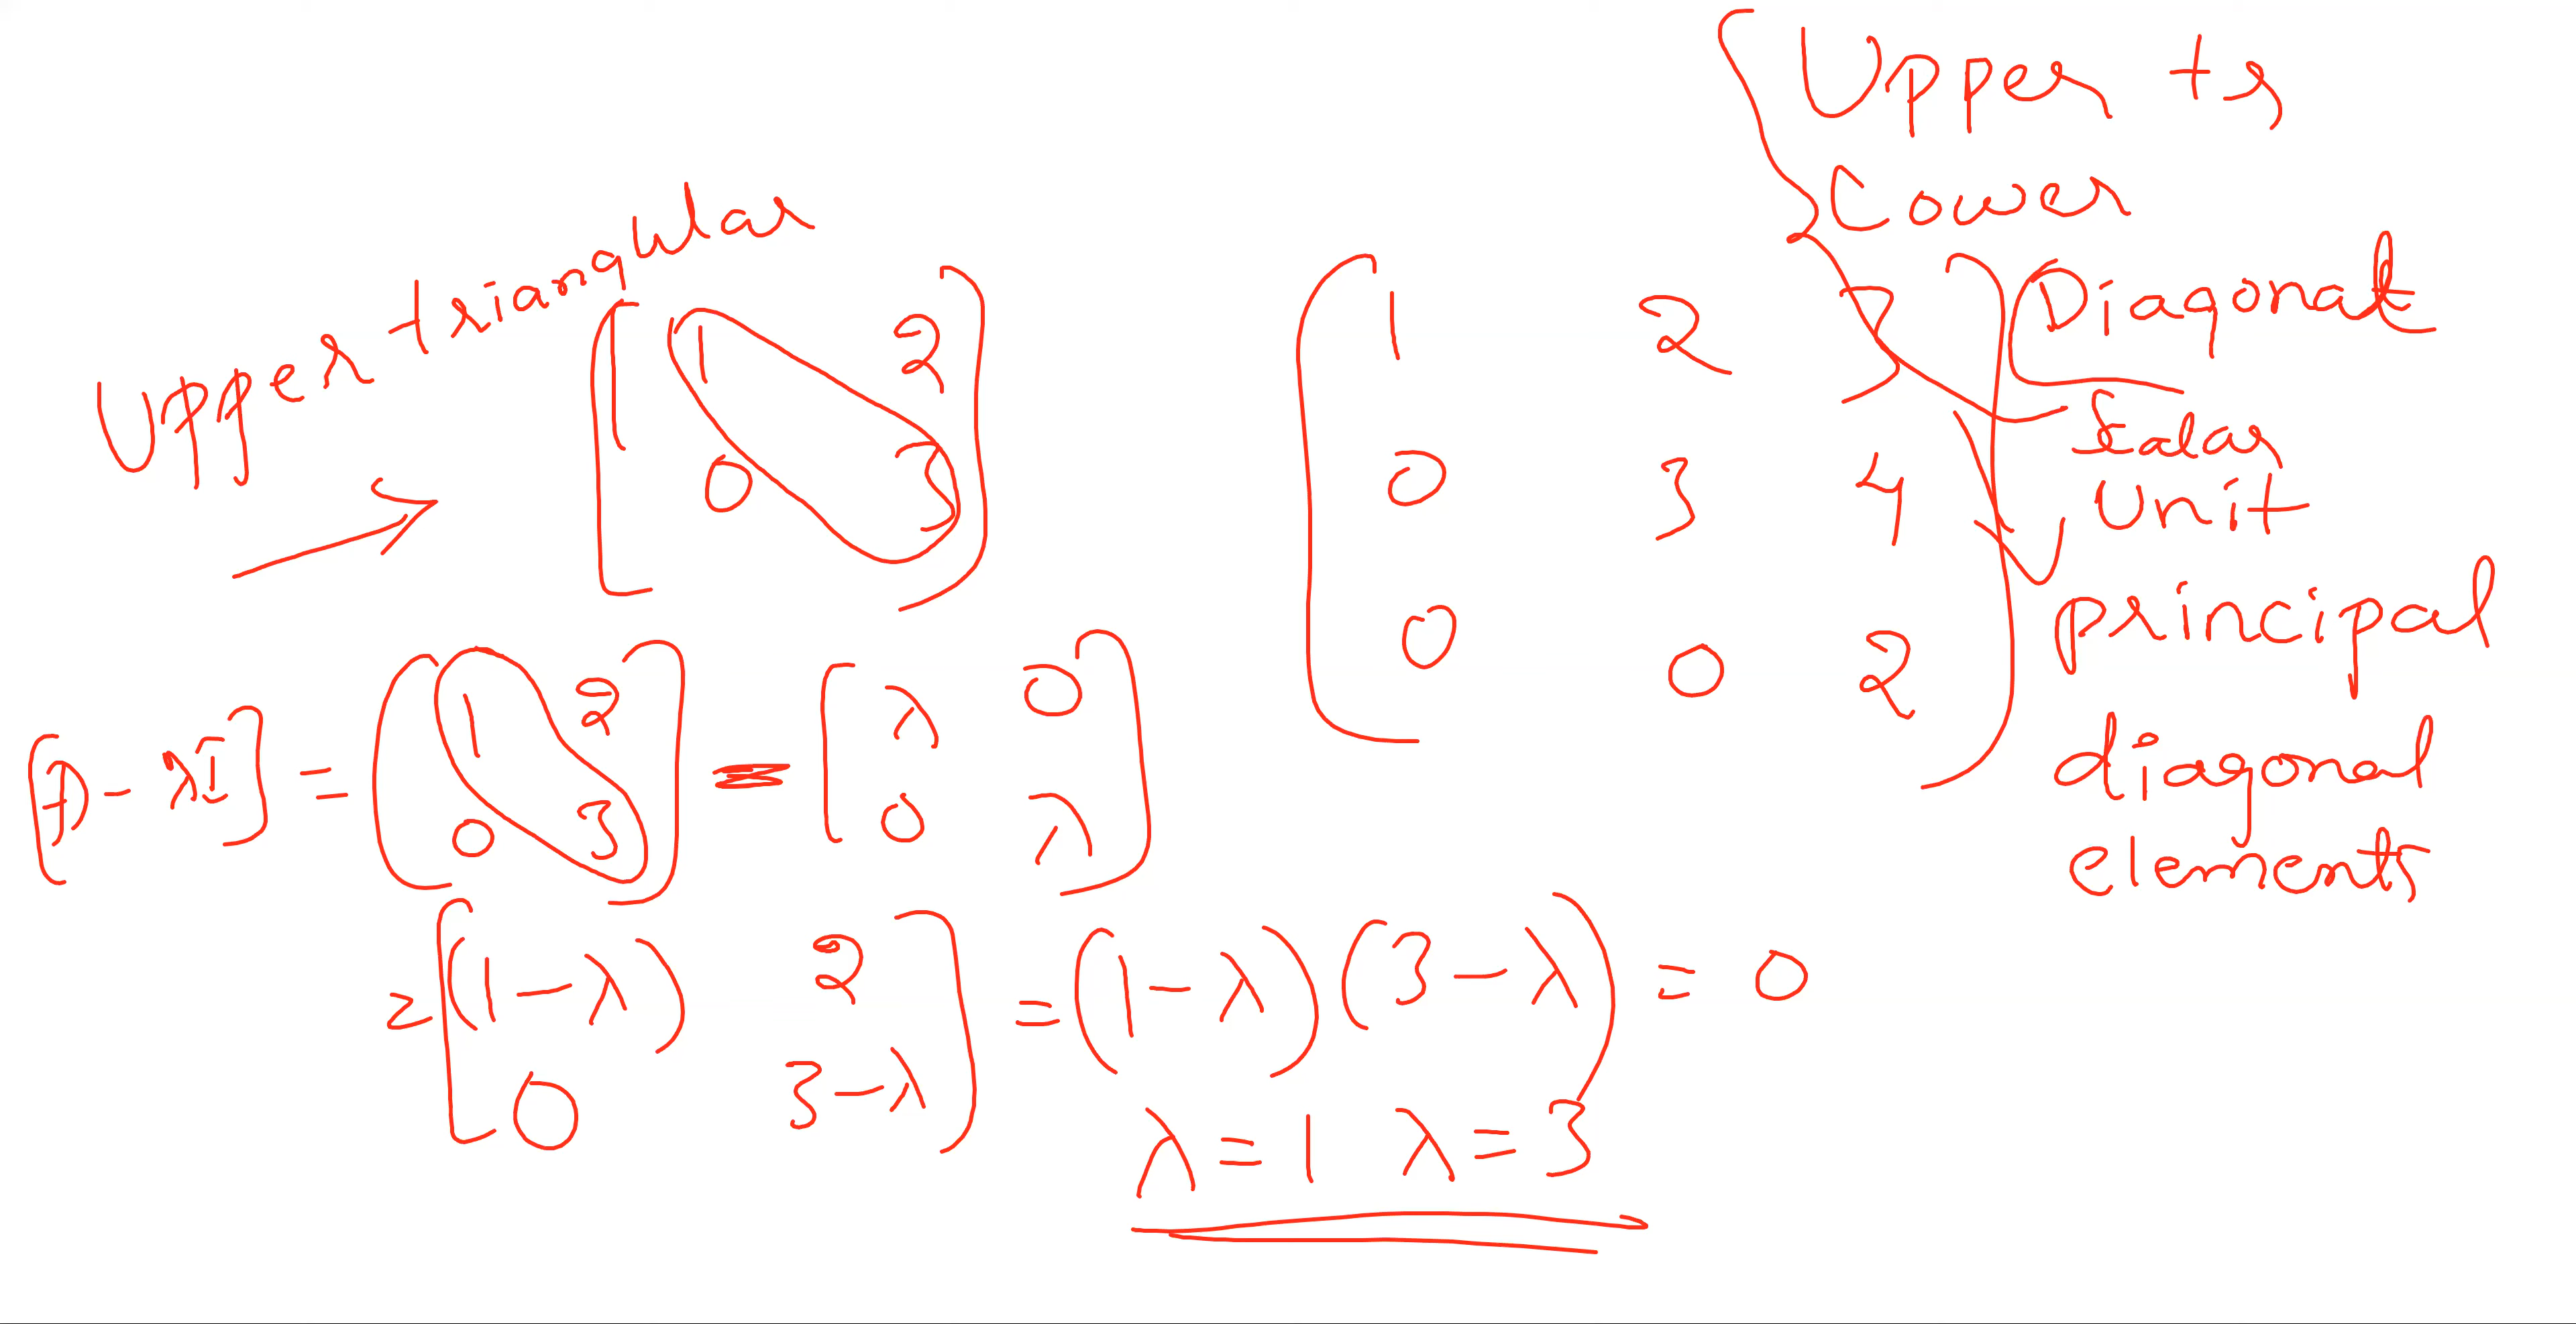 Upper triangular
[ 1 2
0 3 ]
[A - λI] = [ 1 2
0 3 ] - [ λ 0
0 λ ]
= [ (1-λ) 2
0 3-λ ] = (1-λ)(3-λ) = 0
λ=1 λ=3
[ 1 2 3
0 3 4
0 0 2 ]
Upper tr
Lower
Diagonal
Scalar
Unit
principal
diagonal
elements